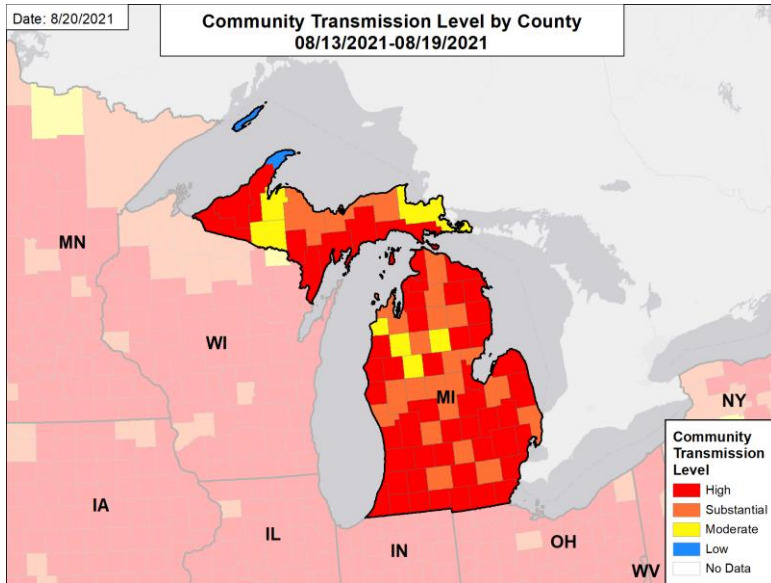 Date: 8/20/2021
Community Transmission Level by County
08/13/2021-08/19/2021
MN
WI
MI
NY
IA
IL
IN
OH
WV
Community
Transmission
Level
High
Substantial
Moderate
Low
No Data